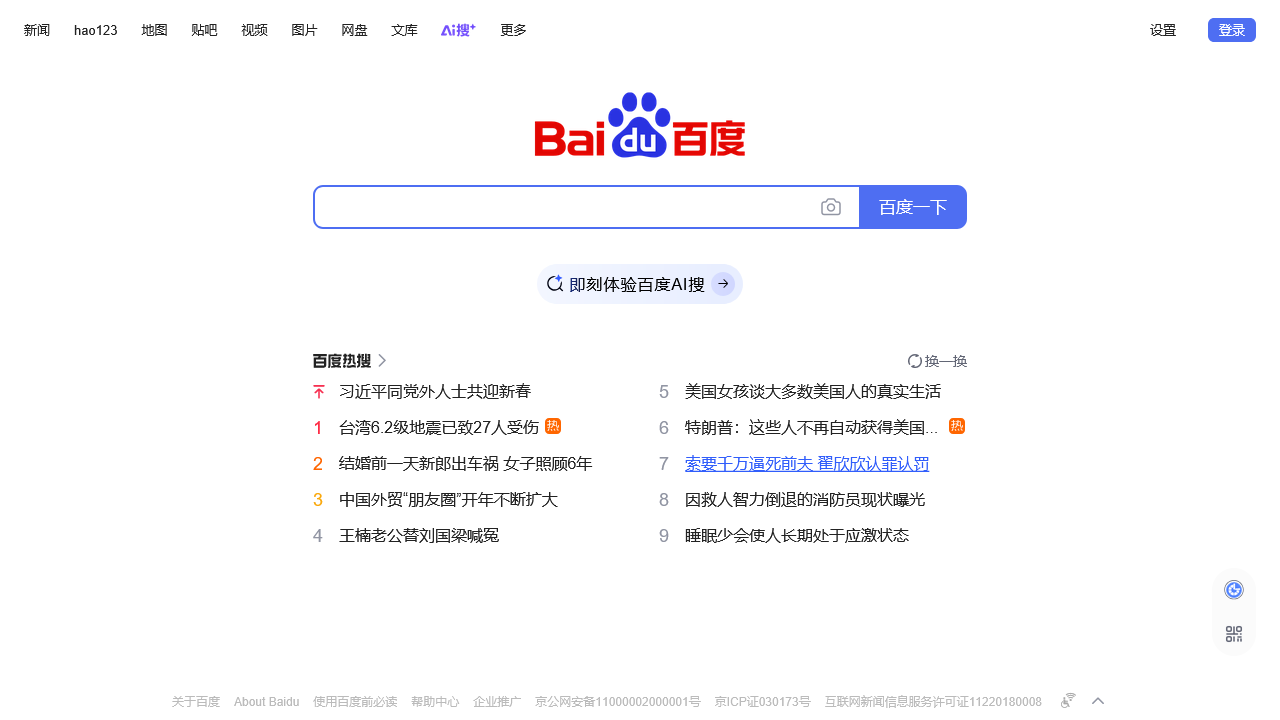 新闻 hao123 地图 贴吧 视频 图片 网盘 文库 Ai搜+ 更多 设置 登录
Bai du 百度
百度一下
即刻体验百度AI搜
百度热搜 换一换
习近平同党外人士共迎新春
1 台湾6.2级地震已致27人受伤 热
2 结婚前一天新郎出车祸 女子照顾6年
3 中国外贸“朋友圈”开年不断扩大
4 王楠老公替刘国梁喊冤
5 美国女孩谈大多数美国人的真实生活
6 特朗普：这些人不再自动获得美国... 热
7 索要千万逼死前夫 翟欣欣认罪认罚
8 因救人智力倒退的消防员现状曝光
9 睡眠少会使人长期处于应激状态
关于百度 About Baidu 使用百度前必读 帮助中心 企业推广 京公网安备11000002000001号 京ICP证030173号 互联网新闻信息服务许可证11220180008